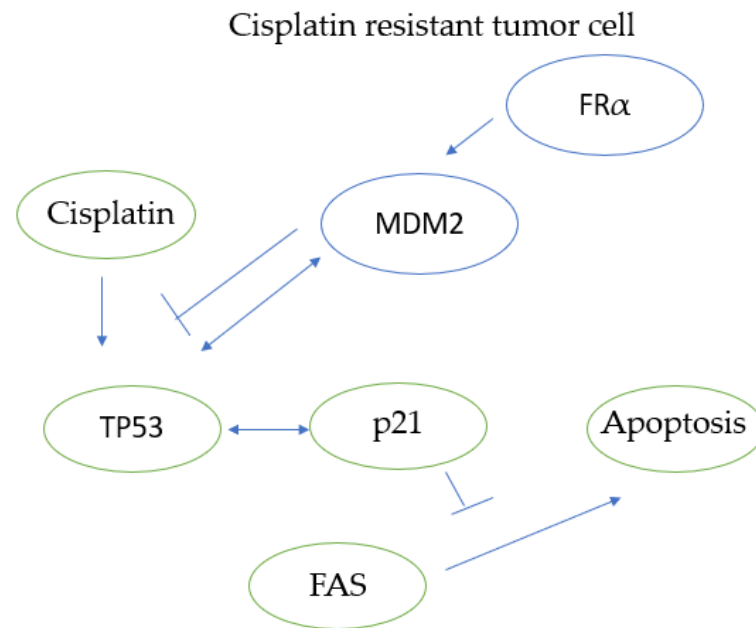 Cisplatin resistant tumor cell
FRα
Cisplatin
MDM2
TP53
p21
Apoptosis
FAS